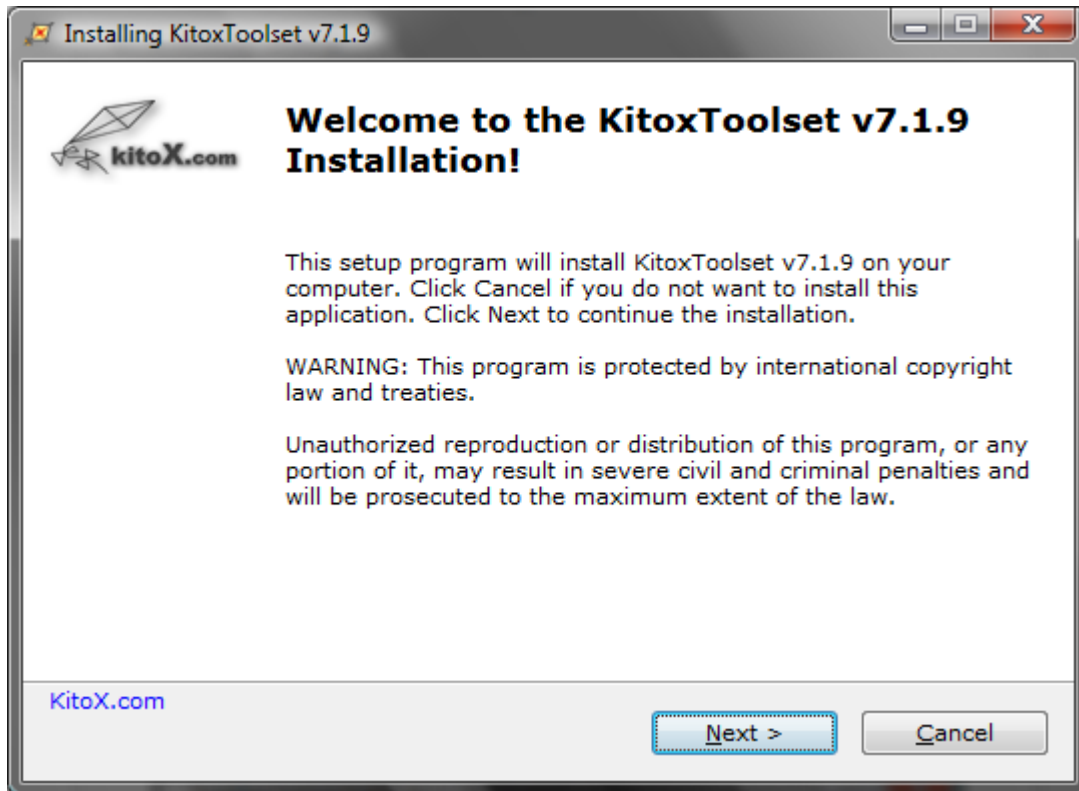 Installing KitoxToolset v7.1.9
kitoX.com
Welcome to the KitoxToolset v7.1.9
Installation!
This setup program will install KitoxToolset v7.1.9 on your
computer. Click Cancel if you do not want to install this
application. Click Next to continue the installation.
WARNING: This program is protected by international copyright
law and treaties.
Unauthorized reproduction or distribution of this program, or any
portion of it, may result in severe civil and criminal penalties and
will be prosecuted to the maximum extent of the law.
KitoX.com
Next >
Cancel